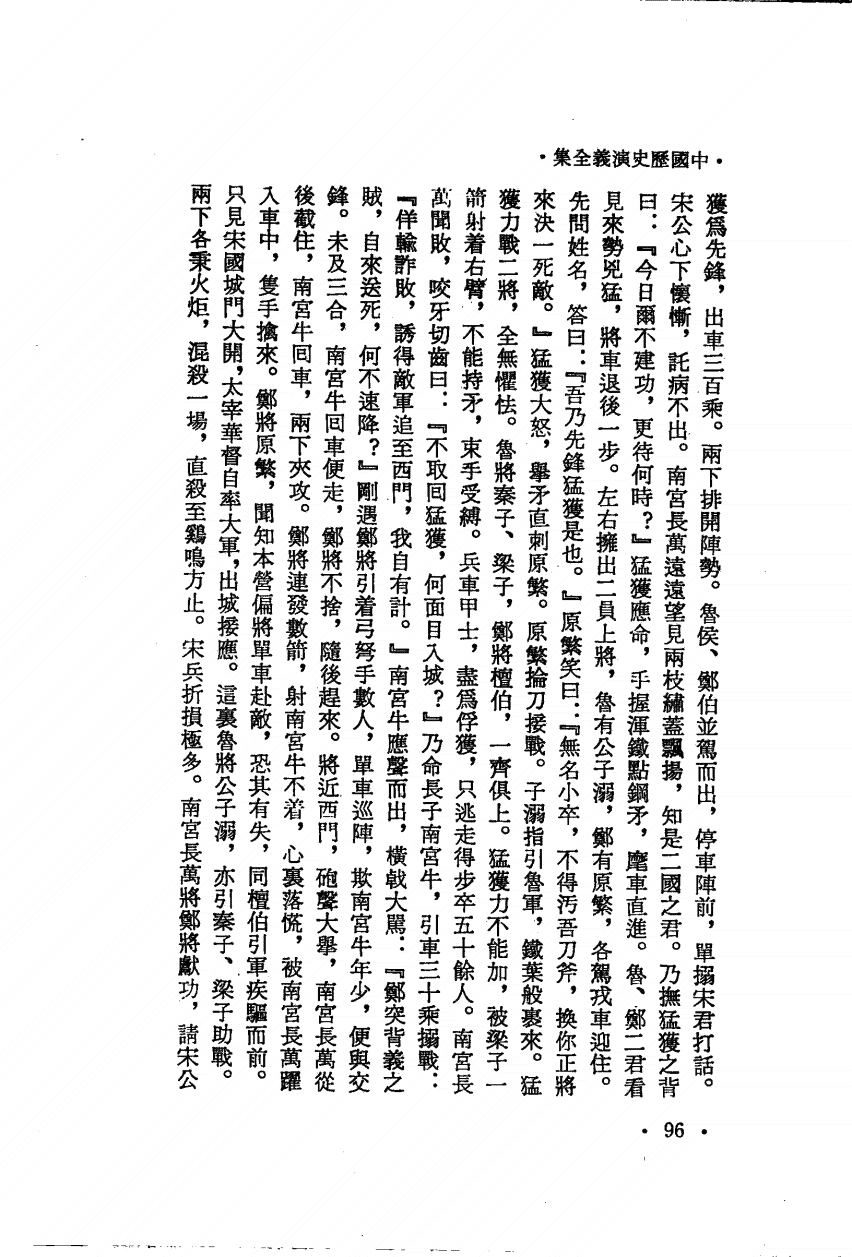 ·中國歷史演義全集·
獲爲先鋒，出車三百乘。兩下排開陣勢。魯侯、鄭伯並駕而出，停車陣前，單搦宋君打話。
宋公心下懷慚，託病不出。南宮長萬遠遠望見兩枝繡蓋飄揚，知是二國之君。乃撫猛獲之背
曰：『今日爾不建功，更待何時？』猛獲應命，手握渾鐵點鋼矛，麾車直進。魯、鄭二君看
見來勢兇猛，將車退後一步。左右擁出二員上將，魯有公子溺，鄭有原繁，各駕戎車迎住。
先問姓名，答曰：『吾乃先鋒猛獲是也。』原繁笑曰：『無名小卒，不得汚吾刀斧，換你正將
來決一死敵。』猛獲大怒，舉矛直刺原繁。原繁掄刀接戰。子溺指引魯軍，鐵葉般裹來。猛
獲力戰二將，全無懼怯。魯將秦子、梁子，鄭將檀伯，一齊俱上。猛獲力不能加，被梁子一
箭射着右臂，不能持矛，束手受縛。兵車甲士，盡爲俘獲，只逃走得步卒五十餘人。南宮長
萬聞敗，咬牙切齒曰：『不取回猛獲，何面目入城？』乃命長子南宮牛，引車三十乘搦戰：
『佯輸詐敗，誘得敵軍追至西門，我自有計。』南宮牛應聲而出，橫戟大罵：『鄭突背義之
賊，自來送死，何不速降？』剛遇鄭將引着弓弩手數人，單車巡陣，欺南宮牛年少，便與交
鋒。未及三合，南宮牛回車便走，鄭將不捨，隨後趕來。將近西門，砲聲大舉，南宮長萬從
後截住，南宮牛回車，兩下夾攻。鄭將連發數箭，射南宮牛不着，心裏落慌，被南宮長萬躍
入車中，隻手擒來。鄭將原繁，聞知本營偏將單車赴敵，恐其有失，同檀伯引軍疾驅而前。
只見宋國城門大開，太宰華督自率大軍，出城接應。這裏魯將公子溺，亦引秦子、梁子助戰。
兩下各秉火炬，混殺一場，直殺至鷄鳴方止。宋兵折損極多。南宮長萬將鄭將獻功，請宋公
·96·